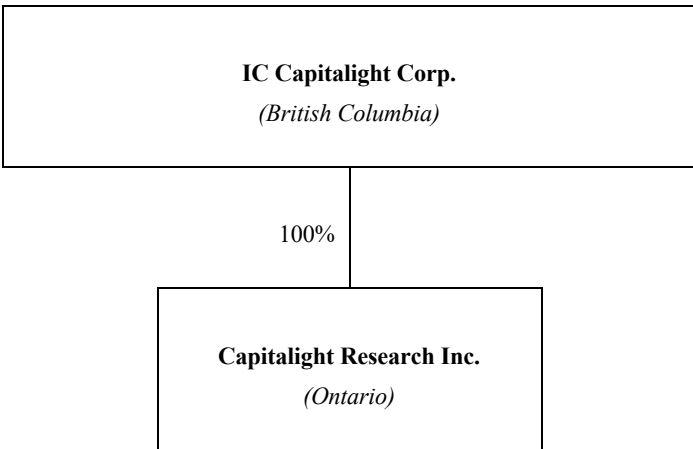 IC Capitalight Corp.
(British Columbia)
100%
Capitalight Research Inc.
(Ontario)